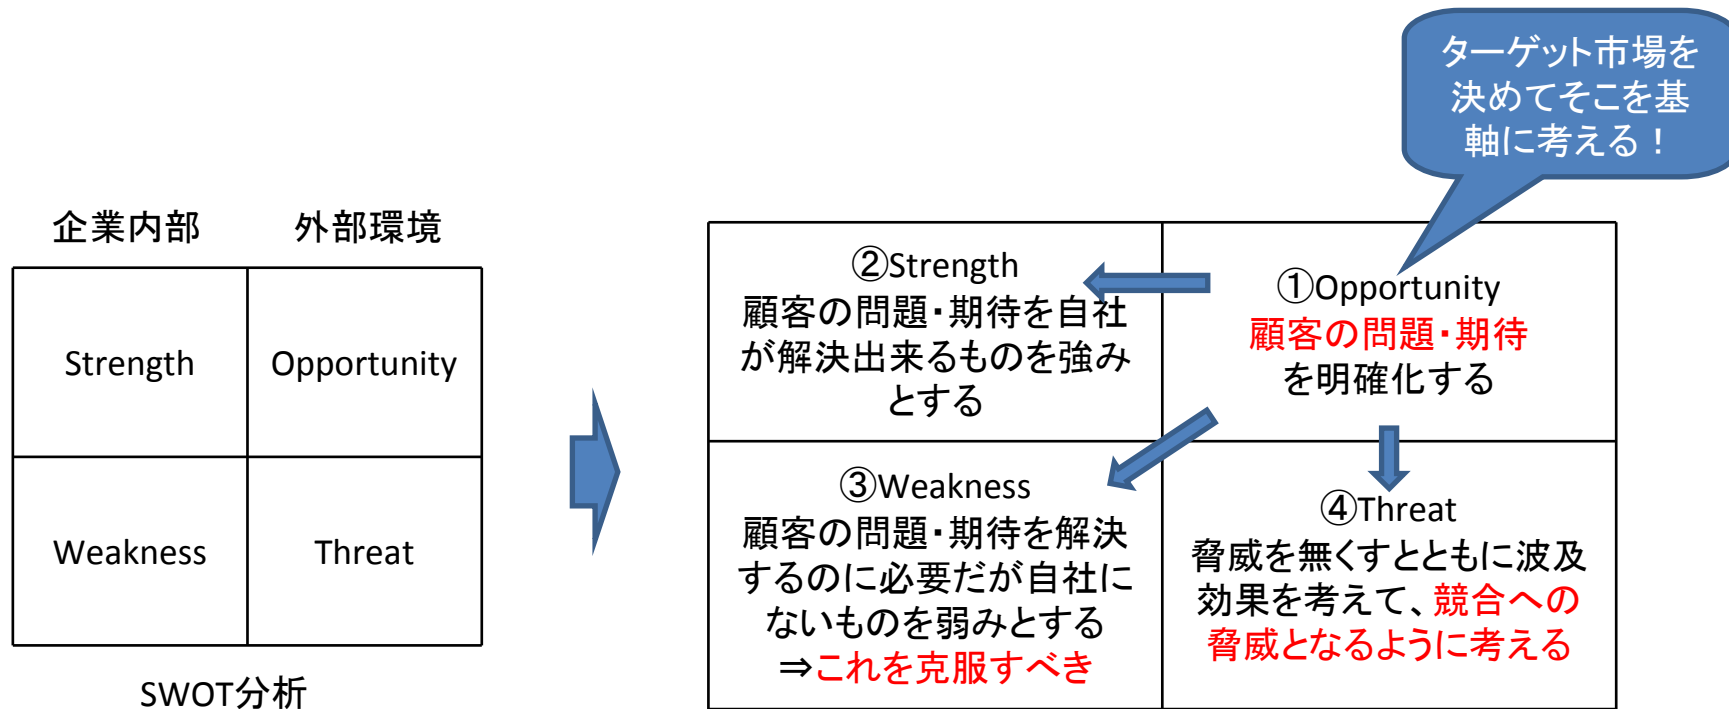 ターゲット市場を
決めてそこを基
軸に考える！
企業内部
外部環境
Strength
Opportunity
Weakness
Threat
SWOT分析
②Strength
顧客の問題・期待を自社
が解決出来るものを強み
とする
①Opportunity
顧客の問題・期待
を明確化する
③Weakness
顧客の問題・期待を解決
するのに必要だが自社に
ないものを弱みとする
⇒これを克服すべき
④Threat
脅威を無くすとともに波及
効果を考えて、競合への
脅威となるように考える